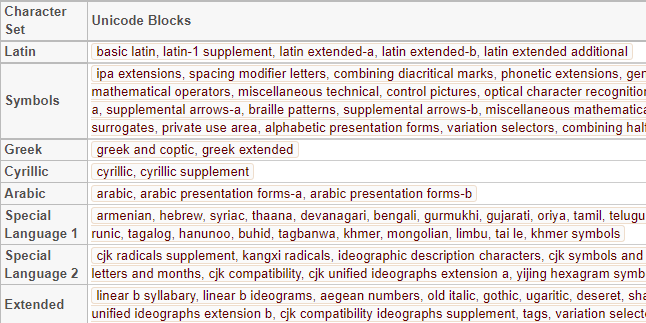 Character Set
Unicode Blocks
Latin
basic latin, latin-1 supplement, latin extended-a, latin extended-b, latin extended additional
Symbols
ipa extensions, spacing modifier letters, combining diacritical marks, phonetic extensions,
mathematical operators, miscellaneous technical, control pictures, optical character
a, supplemental arrows-a, braille patterns, supplemental arrows-b, miscellaneous
surrogates, private use area, alphabetic presentation forms, variation selectors, combining
Greek
greek and coptic, greek extended
Cyrillic
cyrillic, cyrillic supplement
Arabic
arabic, arabic presentation forms-a, arabic presentation forms-b
Special
Language 1
armenian, hebrew, syriac, thaana, devanagari, bengali, gurmukhi, gujarati, oriya, tamil, telugu
runic, tagalog, hanunoo, buhid, tagbanwa, khmer, mongolian, limbu, tai le, khmer symbols
Special
Language 2
cjk radicals supplement, kangxi radicals, ideographic description characters, cjk symbols and
letters and months, cjk compatibility, cjk unified ideographs extension a, yijing hexagram
Extended
linear b syllabary, linear b ideograms, aegean numbers, old italic, gothic, ugaritic, deseret,
unified ideographs extension b, cjk compatibility ideographs supplement, tags, variation